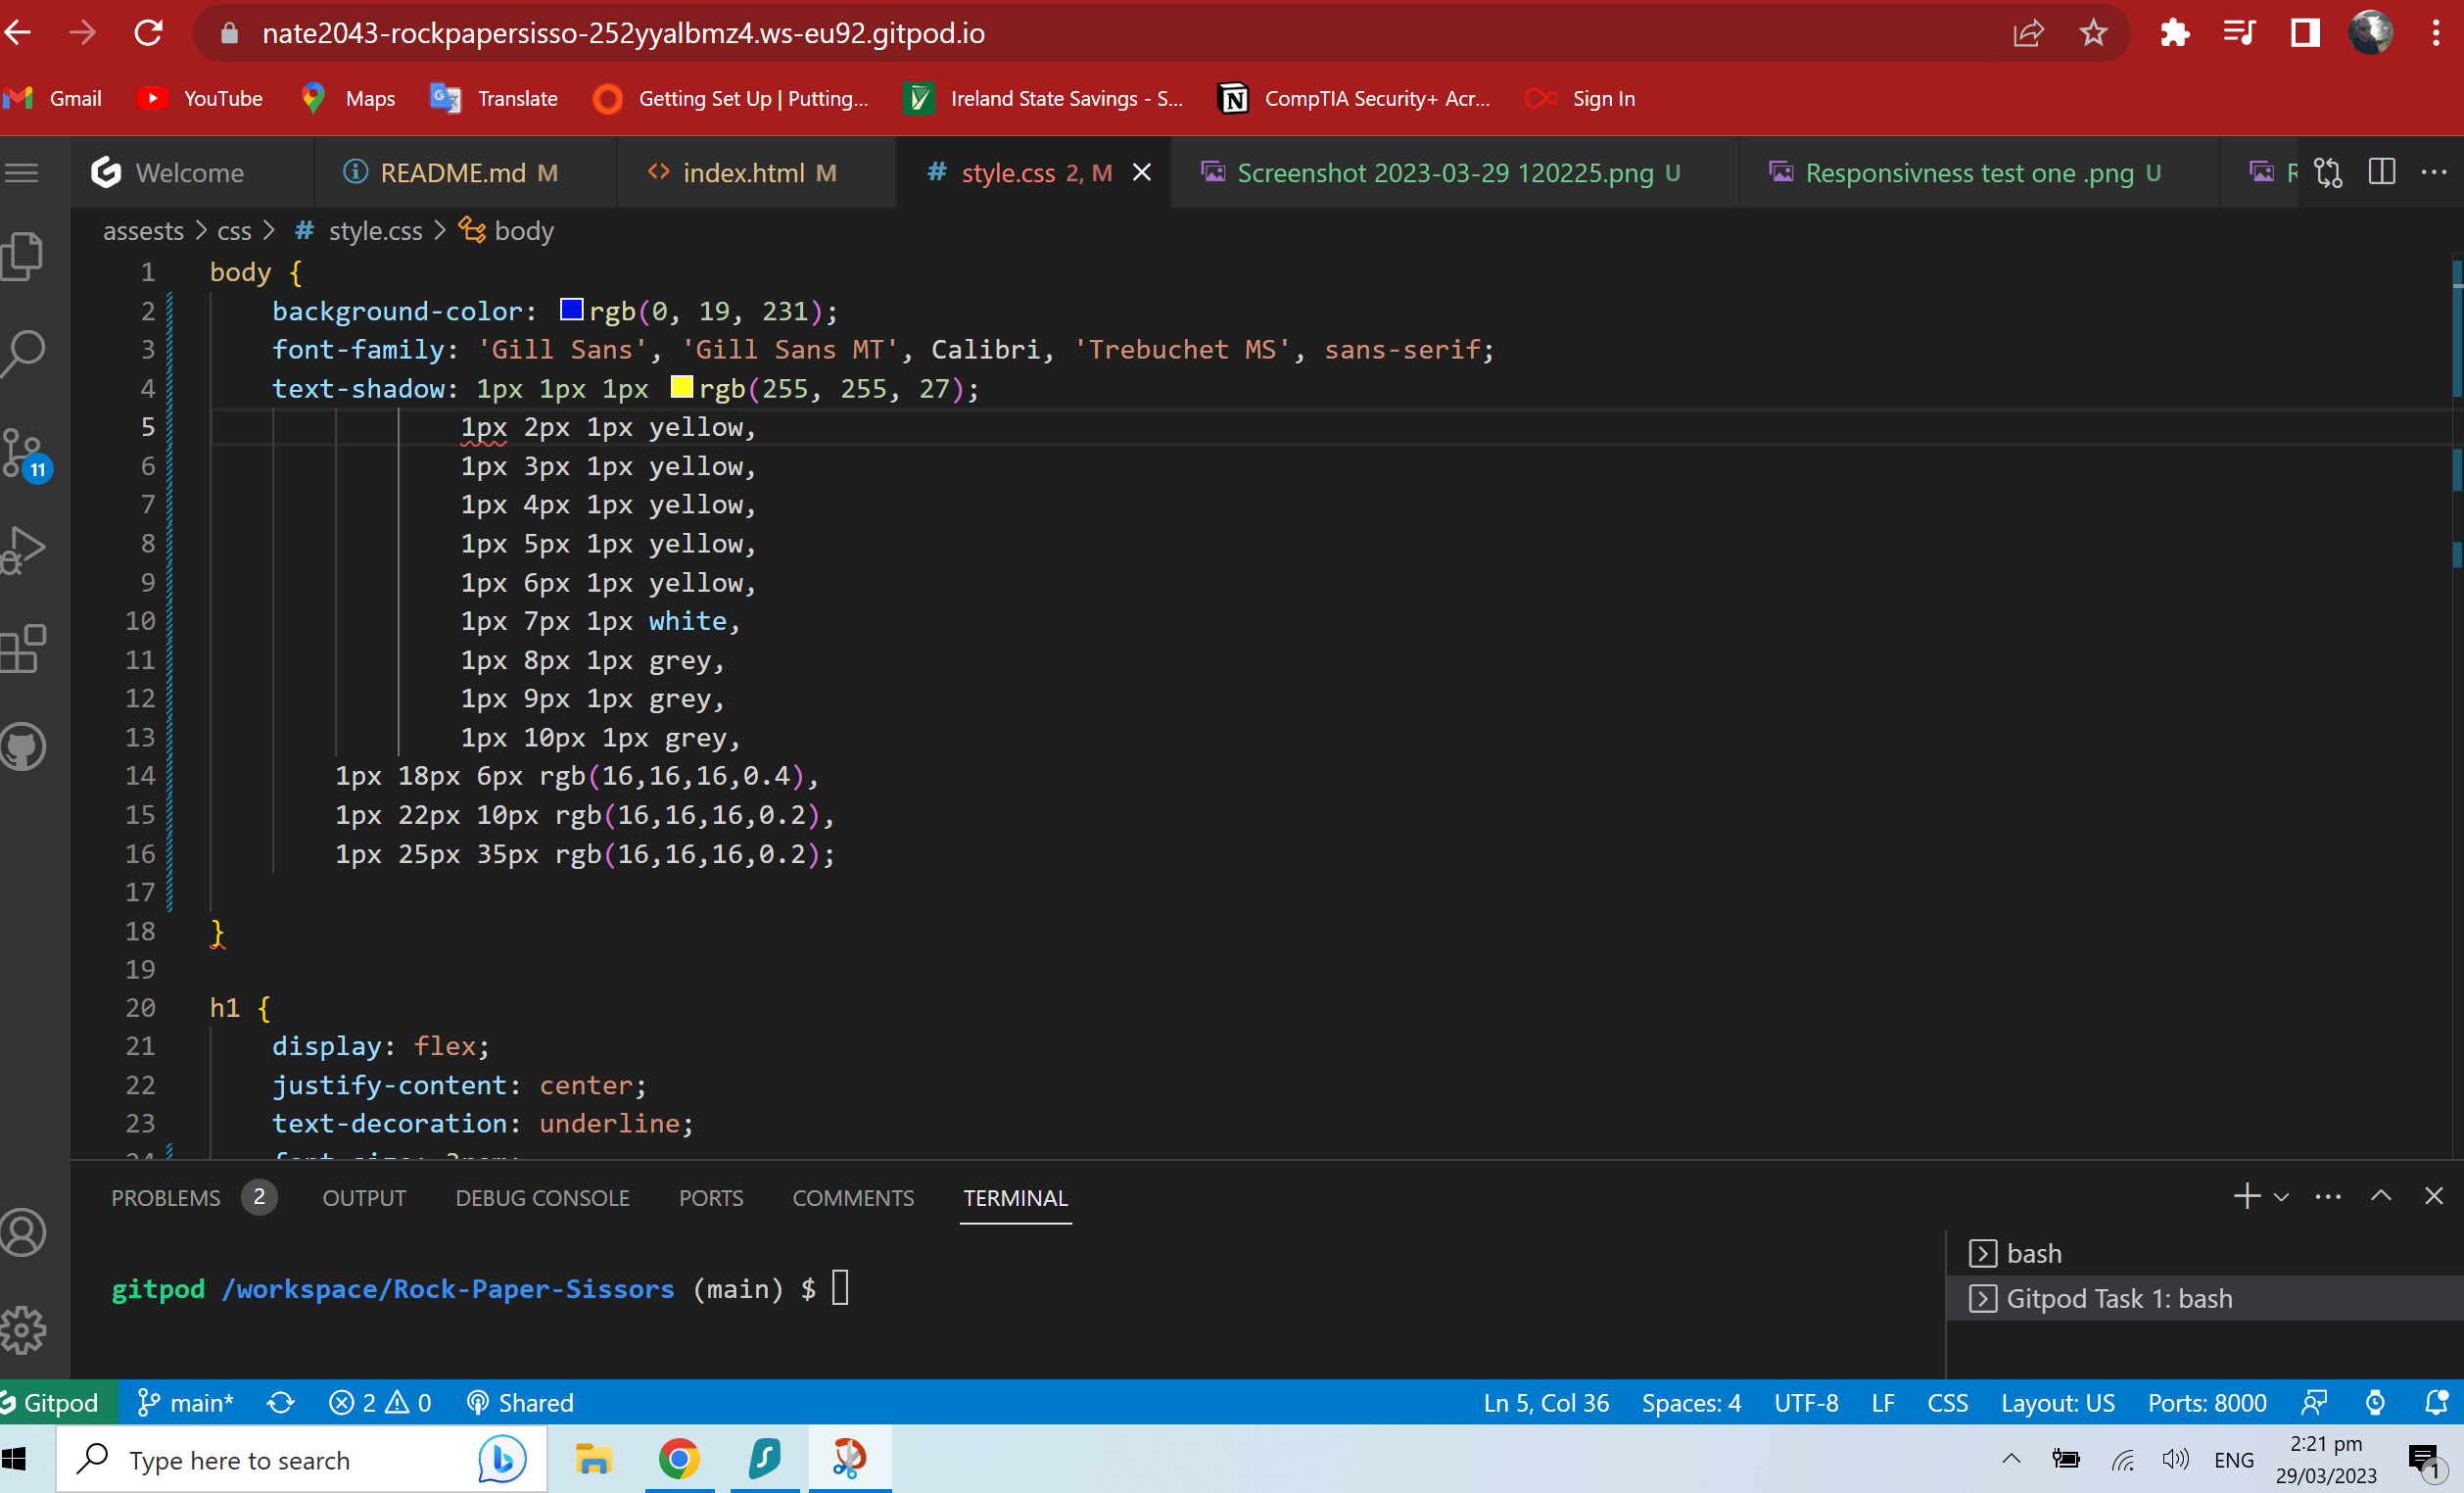 nate2043-rockpapersisso-252yyalbmz4.ws-eu92.gitpod.io
Gmail YouTube Maps Translate Getting Set Up | Putting... Ireland State Savings - S... CompTIA Security+ Acr... Sign In
Welcome README.md M index.html M style.css 2, M Screenshot 2023-03-29 120225.png U Responsivness test one .png U
assests > css > # style.css > body
1 body {
2 background-color: rgb(0, 19, 231);
3 font-family: 'Gill Sans', 'Gill Sans MT', Calibri, 'Trebuchet MS', sans-serif;
4 text-shadow: 1px 1px 1px rgb(255, 255, 27);
5 1px 2px 1px yellow,
6 1px 3px 1px yellow,
7 1px 4px 1px yellow,
8 1px 5px 1px yellow,
9 1px 6px 1px yellow,
10 1px 7px 1px white,
11 1px 8px 1px grey,
12 1px 9px 1px grey,
13 1px 10px 1px grey,
14 1px 18px 6px rgb(16,16,16,0.4),
15 1px 22px 10px rgb(16,16,16,0.2),
16 1px 25px 35px rgb(16,16,16,0.2);
17
18 }
19
20 h1 {
21 display: flex;
22 justify-content: center;
23 text-decoration: underline;
11
PROBLEMS 2 OUTPUT DEBUG CONSOLE PORTS COMMENTS TERMINAL
bash
gitpod /workspace/Rock-Paper-Sissors (main) $
Gitpod Task 1: bash
Gitpod main* 2 0 Shared Ln 5, Col 36 Spaces: 4 UTF-8 LF CSS Layout: US Ports: 8000
Type here to search ENG 2:21 pm
29/03/2023
1